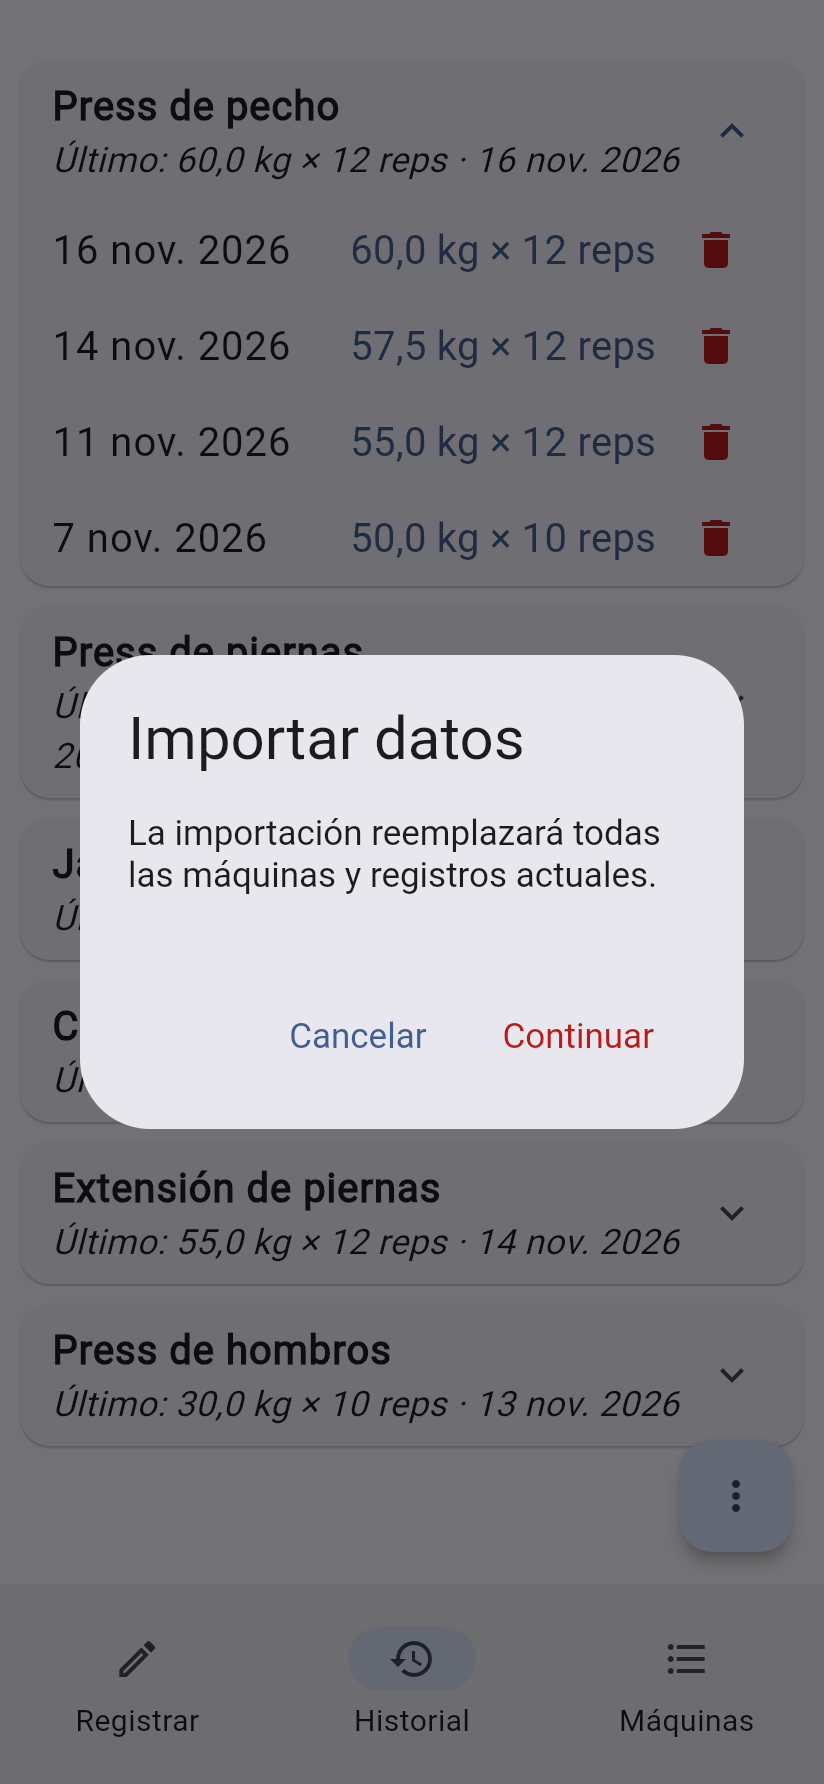 Press de pecho
Último: 60,0 kg × 12 reps · 16 nov. 2026
16 nov. 2026 60,0 kg × 12 reps
14 nov. 2026 57,5 kg × 12 reps
11 nov. 2026 55,0 kg × 12 reps
7 nov. 2026 50,0 kg × 10 reps
Press de piernas
Importar datos
La importación reemplazará todas
las máquinas y registros actuales.
Cancelar Continuar
Extensión de piernas
Último: 55,0 kg × 12 reps · 14 nov. 2026
Press de hombros
Último: 30,0 kg × 10 reps · 13 nov. 2026
Registrar Historial Máquinas